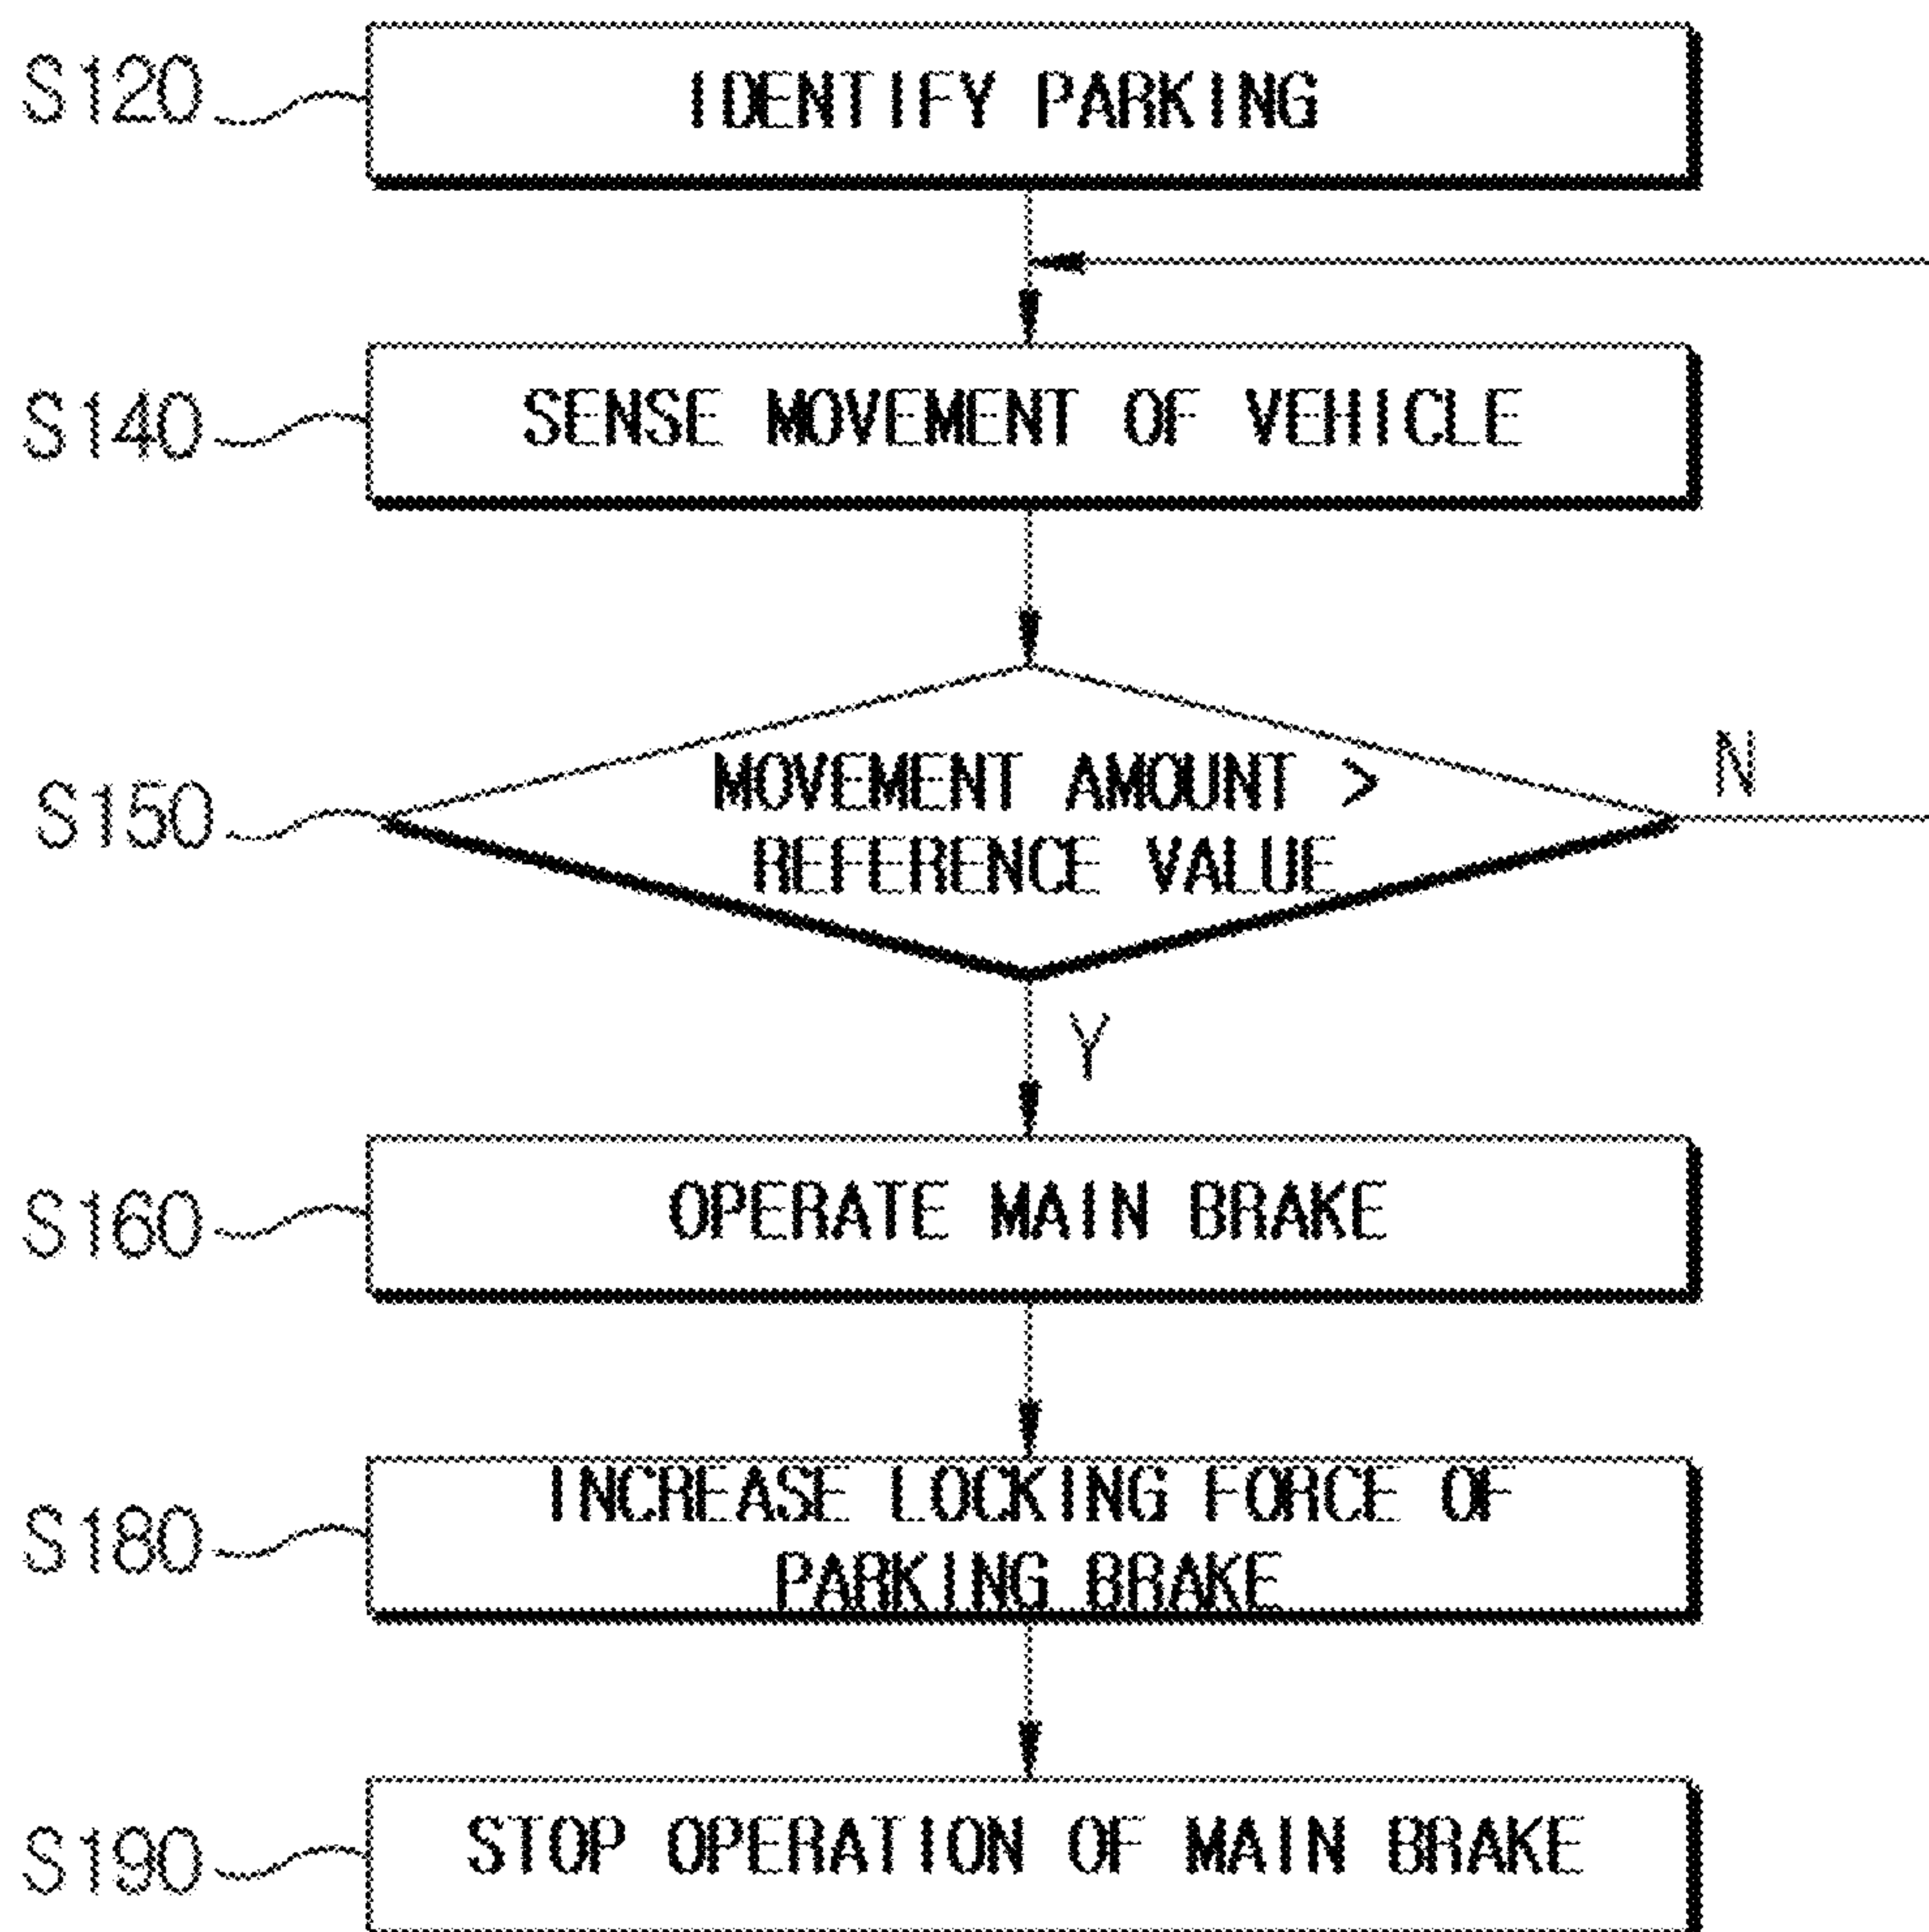 S120
IDENTIFY PARKING
S140
SENSE MOVEMENT OF VEHICLE
S150
MOVEMENT AMOUNT >
REFERENCE VALUE
N
Y
S160
OPERATE MAIN BRAKE
S180
INCREASE LOCKING FORCE OF
PARKING BRAKE
S190
STOP OPERATION OF MAIN BRAKE